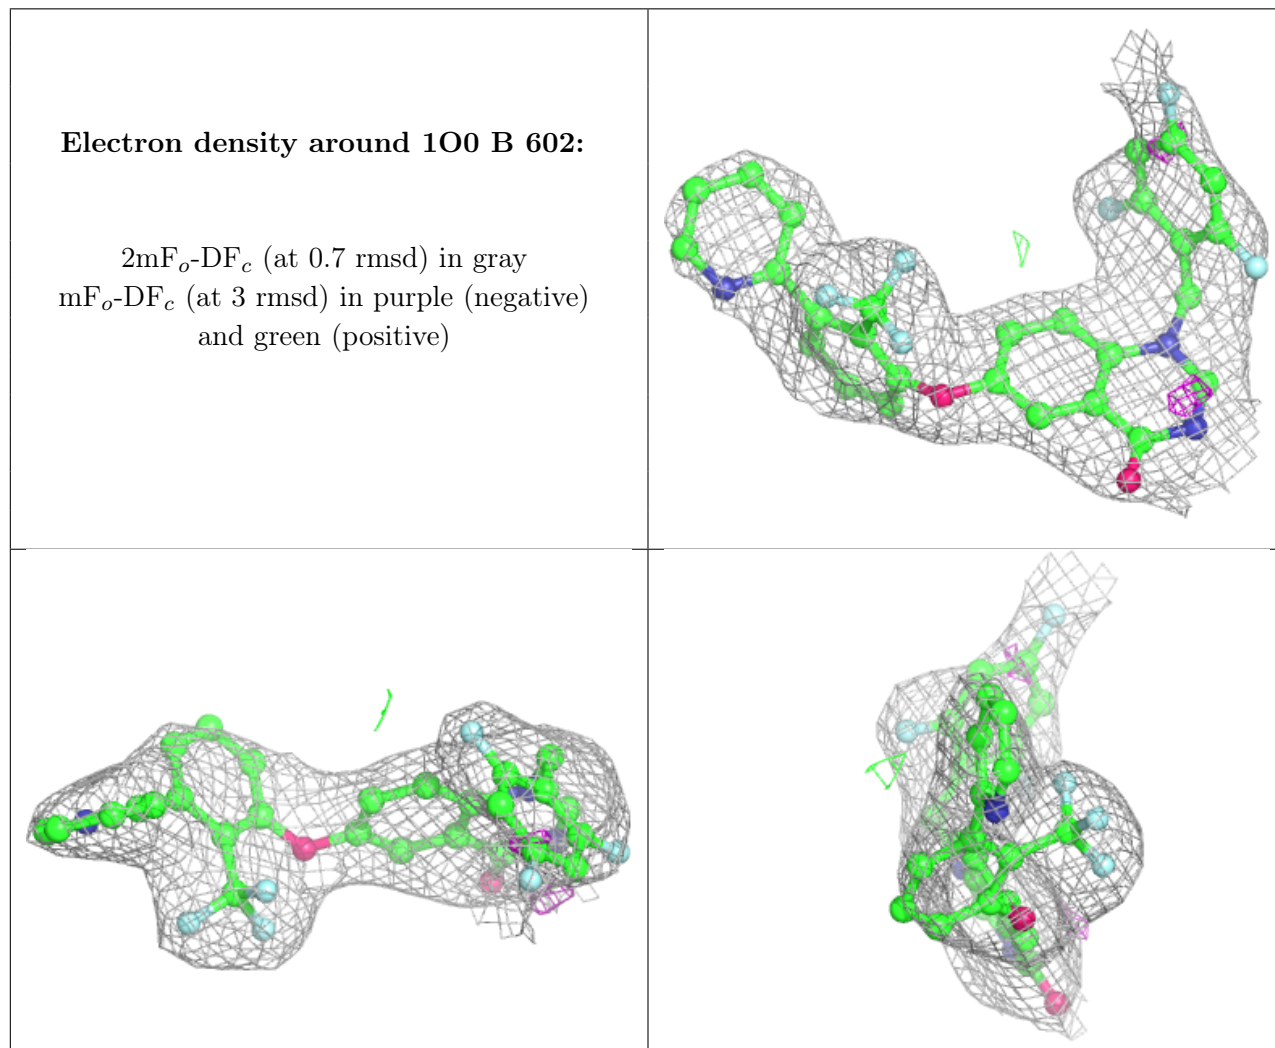 Electron density around 1O0 B 602:
2mFo-DFc (at 0.7 rmsd) in gray
mFo-DFc (at 3 rmsd) in purple (negative)
and green (positive)